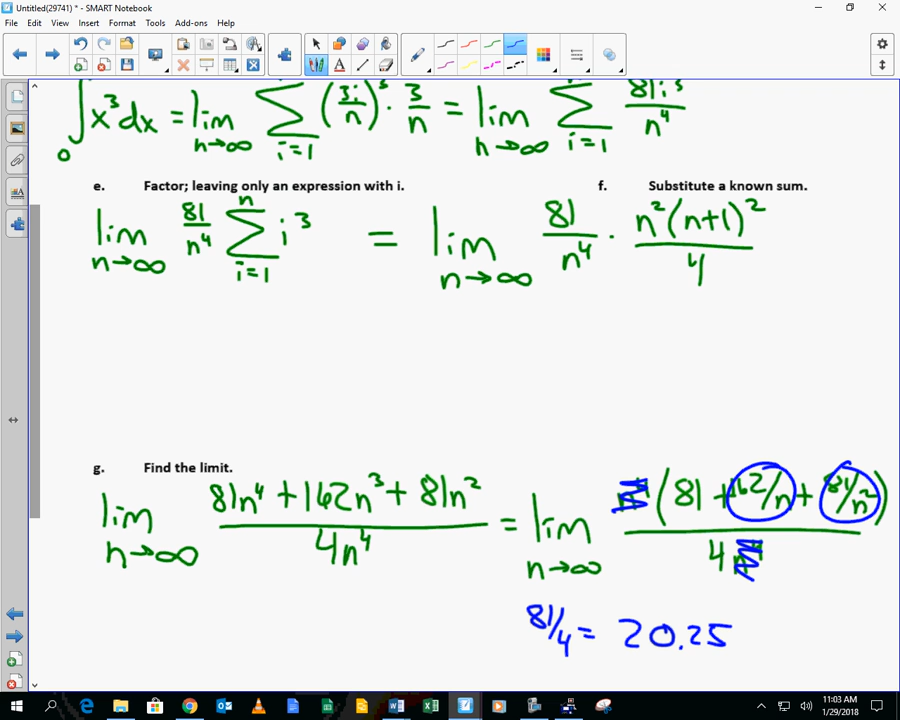 Untitled(29741) * - SMART Notebook
File Edit View Insert Format Tools Add-ons Help
∫₀ x³dx = lim n→∞ Σ i=1 (3i/n)³ · 3/n = lim n→∞ Σ i=1 81i³/n⁴
e. Factor; leaving only an expression with i.
f. Substitute a known sum.
lim n→∞ 81/n⁴ Σ i=1 n i³ = lim n→∞ 81/n⁴ · n²(n+1)²/4
g. Find the limit.
lim n→∞ 81n⁴ + 162n³ + 81n² / 4n⁴ = lim n→∞ n⁴(81 + 162/n + 81/n²) / 4n⁴
81/4 = 20.25
11:03 AM
1/29/2018